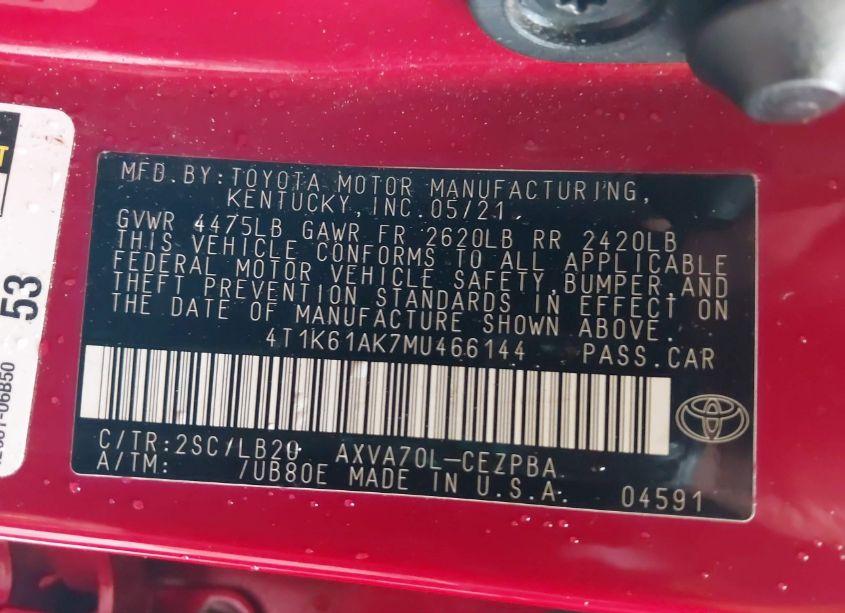 MFD.BY:TOYOTA MOTOR MANUFACTURING,
KENTUCKY,INC.05/21
GVWR 4475LB GAWR FR 2620LB RR 2420LB
THIS VEHICLE CONFORMS TO ALL APPLICABLE
FEDERAL MOTOR VEHICLE SAFETY,BUMPER AND
THEFT PREVENTION STANDARDS IN EFFECT ON
THE DATE OF MANUFACTURE SHOWN ABOVE.
4T1K61AK7MU466144 PASS.CAR
C/TR:2SC/LB20 AXVA70L-CEZPBA
A/TM: /UB80E MADE IN U.S.A. 04591
53